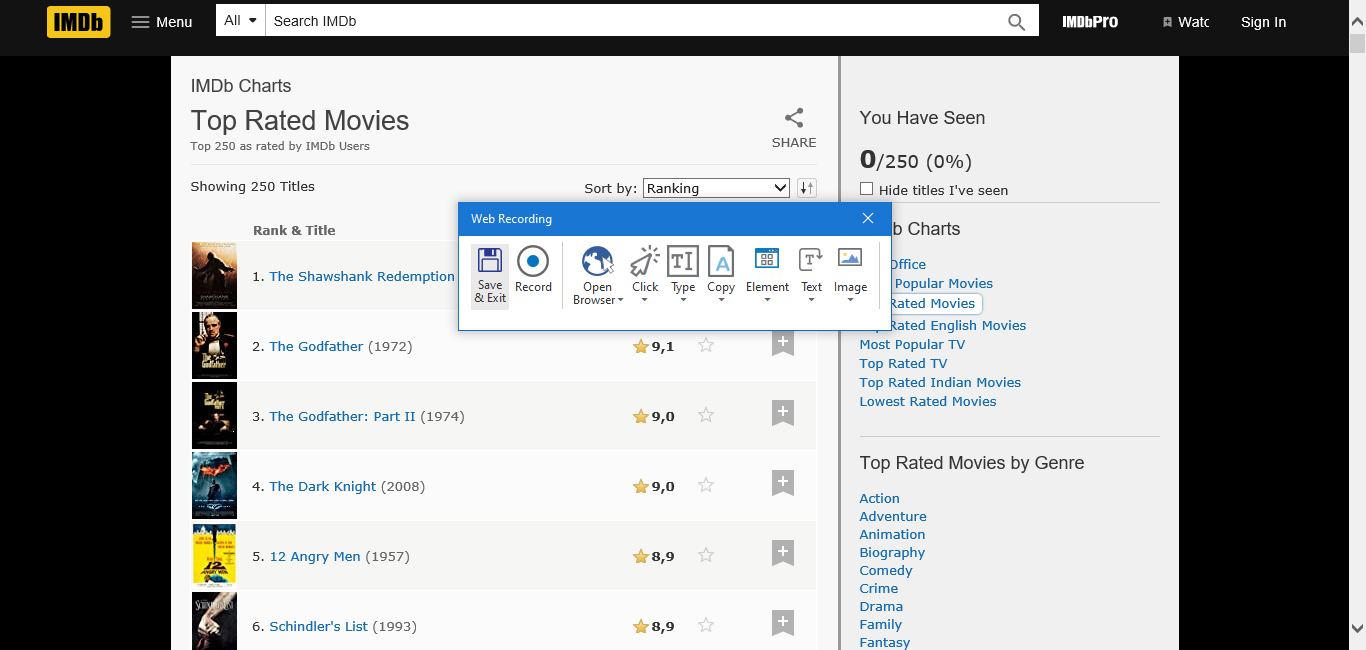 IMDb Menu All Search IMDb IMDbPro Watc Sign In
IMDb Charts
Top Rated Movies
Top 250 as rated by IMDb Users
SHARE
Showing 250 Titles
Sort by: Ranking
Rank & Title
1. The Shawshank Redemption
2. The Godfather (1972) 9,1
3. The Godfather: Part II (1974) 9,0
4. The Dark Knight (2008) 9,0
5. 12 Angry Men (1957) 8,9
6. Schindler's List (1993) 8,9
Web Recording
Save
& Exit
Record
Open
Browser
Click
Type
Copy
Element
Text
Image
You Have Seen
0/250 (0%)
Hide titles I've seen
b Charts
Office
Popular Movies
Rated Movies
Rated English Movies
Most Popular TV
Top Rated TV
Top Rated Indian Movies
Lowest Rated Movies
Top Rated Movies by Genre
Action
Adventure
Animation
Biography
Comedy
Crime
Drama
Family
Fantasy